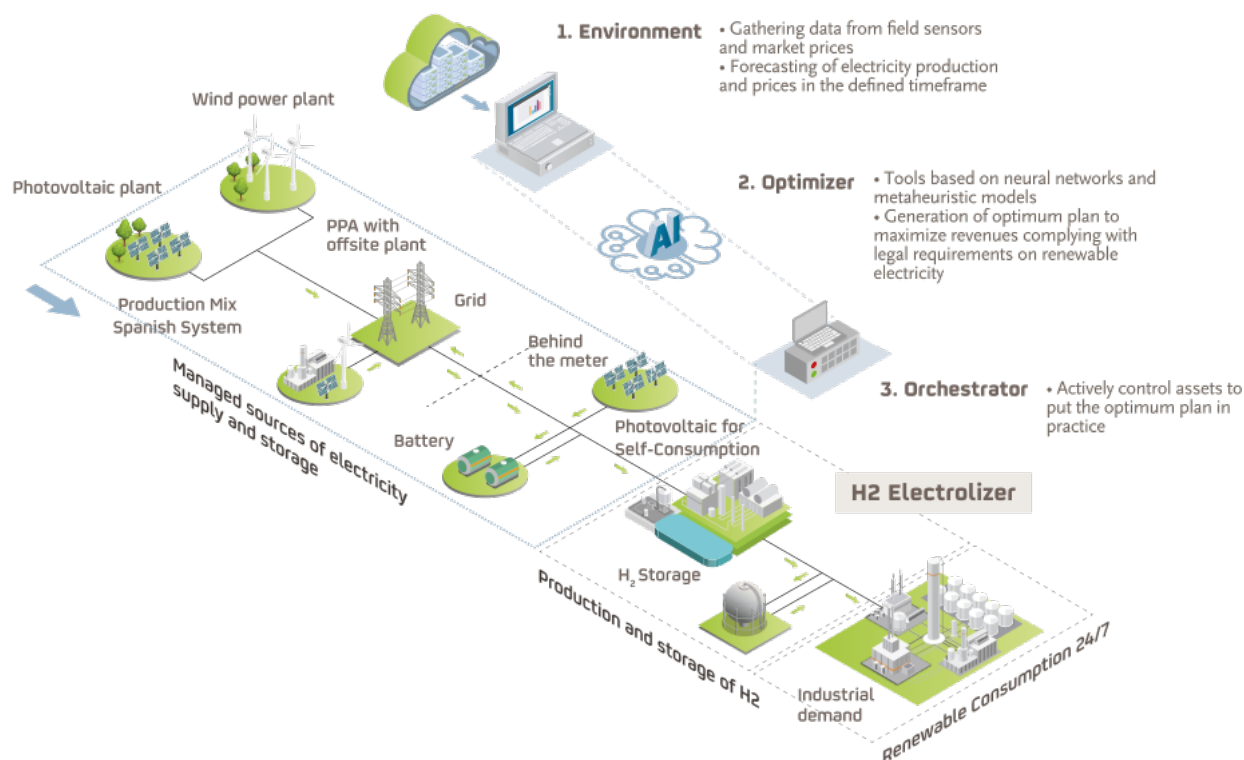 1. Environment
• Gathering data from field sensors
and market prices
• Forecasting of electricity production
and prices in the defined timeframe
Wind power plant
Photovoltaic plant
2. Optimizer
• Tools based on neural networks and
metaheuristic models
• Generation of optimum plan to
maximize revenues complying with
legal requirements on renewable
electricity
AI
PPA with
offsite plant
Production Mix
Spanish System
Grid
Behind
the meter
3. Orchestrator
• Actively control assets to
put the optimum plan in
practice
Managed sources of electricity
supply and storage
Battery
Photovoltaic for
Self-Consumption
H2 Electrolizer
H₂ Storage
Production and storage of H2
Industrial
demand
Renewable Consumption 24/7